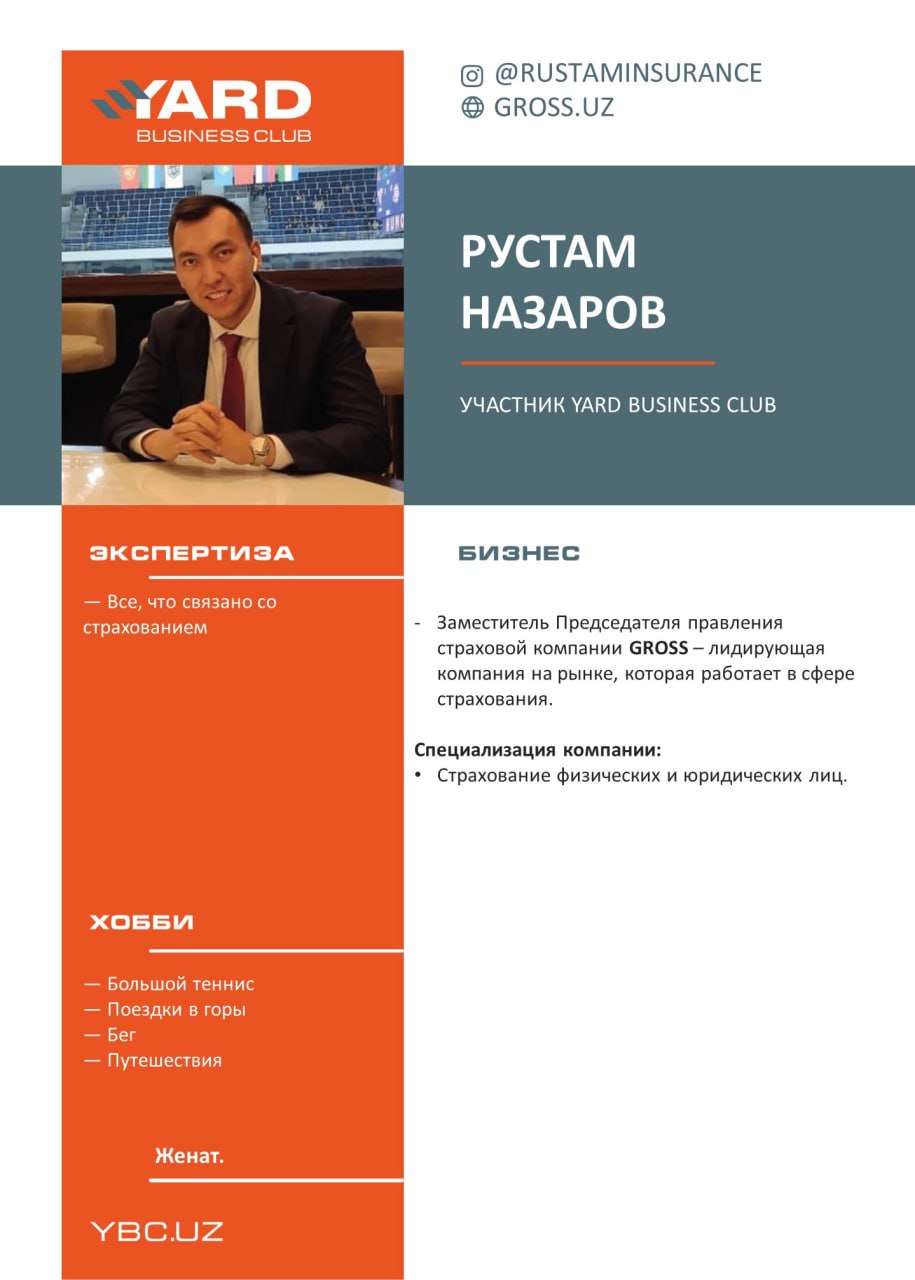 YARD
BUSINESS CLUB
@RUSTAMINSURANCE
GROSS.UZ
РУСТАМ
НАЗАРОВ
УЧАСТНИК YARD BUSINESS CLUB
ЭКСПЕРТИЗА
— Все, что связано со
страхованием
БИЗНЕС
- Заместитель Председателя правления
страховой компании GROSS – лидирующая
компания на рынке, которая работает в сфере
страхования.
Специализация компании:
• Страхование физических и юридических лиц.
ХОББИ
— Большой теннис
— Поездки в горы
— Бег
— Путешествия
Женат.
YBC.UZ